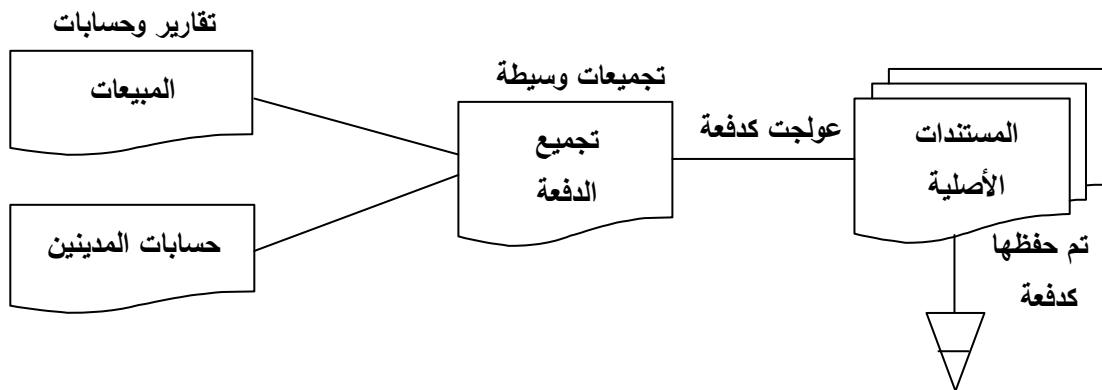 تقارير وحسابات
المبيعات
حسابات المدينين
تجميعات وسيطة
تجميع
الدفعة
عولجت كدفعة
المستندات
الأصلية
تم حفظها
كدفعة